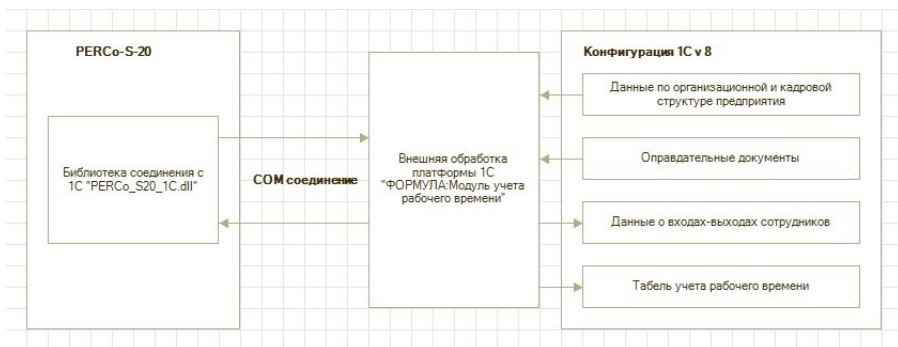 PERCo-S-20
Библиотека соединения с
1С "PERCo_S20_1C.dll"
COM соединение
Внешняя обработка
платформы 1С
"ФОРМУЛА:Модуль учета
рабочего времени"
Конфигурация 1С v 8
Данные по организационной и кадровой
структуре предприятия
Оправдательные документы
Данные о входах-выходах сотрудников
Табель учета рабочего времени